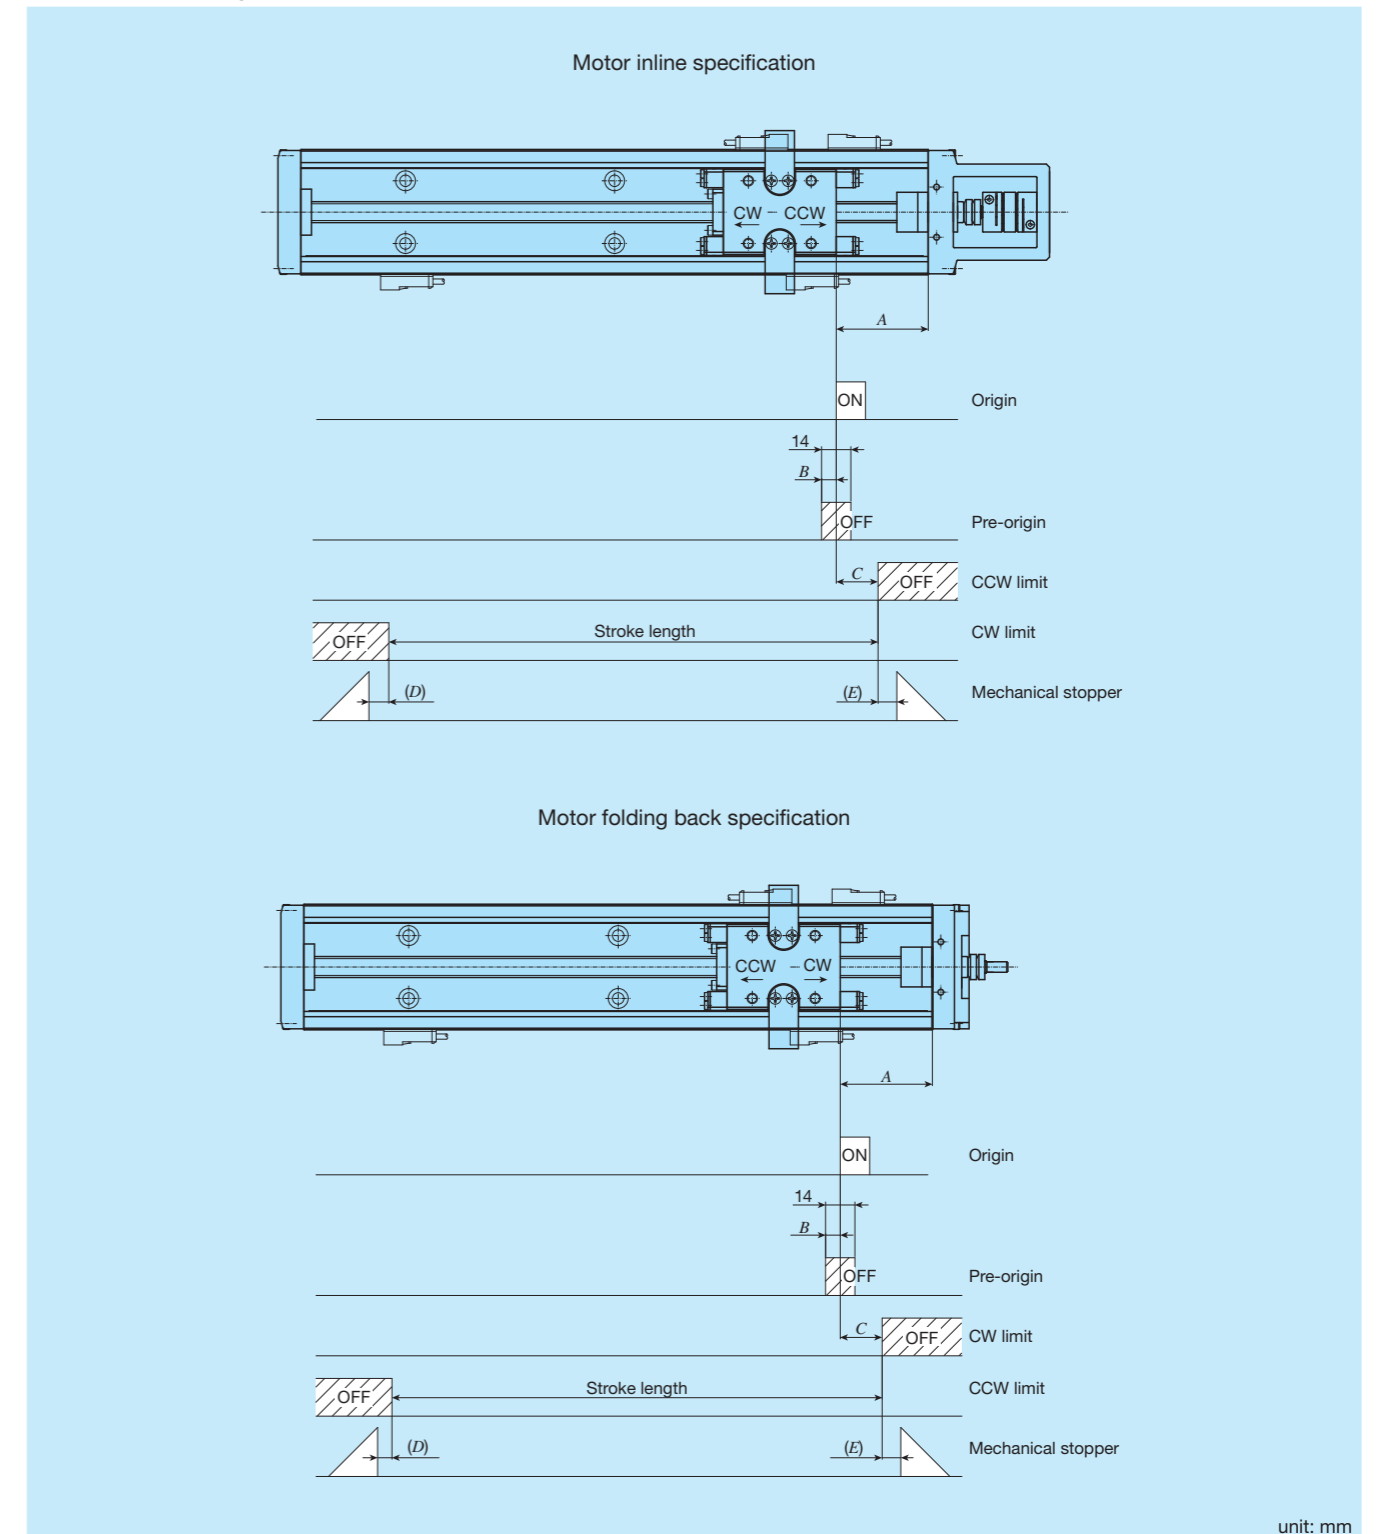 Motor inline specification
CW CCW
A
ON Origin
14
B
OFF Pre-origin
C OFF CCW limit
OFF Stroke length CW limit
(D) (E) Mechanical stopper
Motor folding back specification
CCW CW
A
ON Origin
14
B
OFF Pre-origin
C OFF CW limit
OFF Stroke length CCW limit
(D) (E) Mechanical stopper
unit: mm